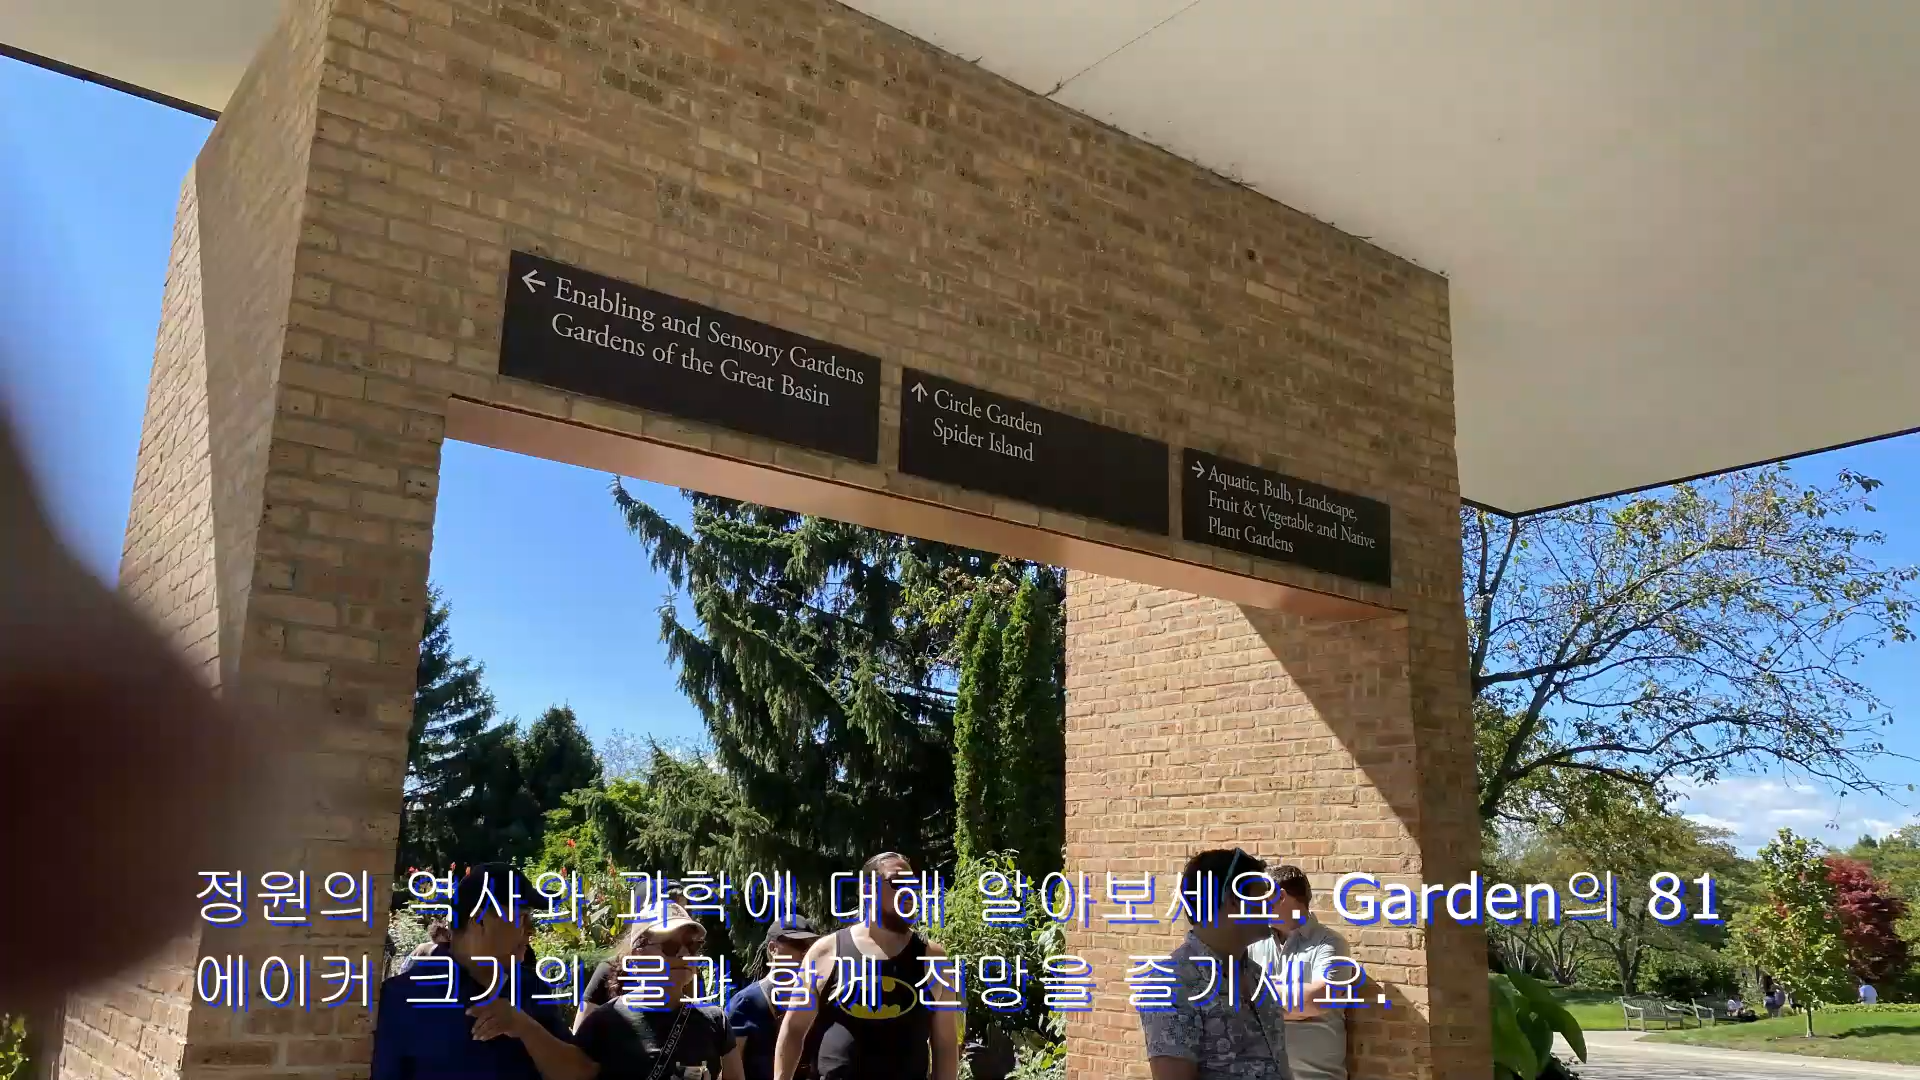 ← Enabling and Sensory Gardens
Gardens of the Great Basin
↑ Circle Garden
Spider Island
→ Aquatic, Bulb, Landscape,
Fruit & Vegetable and Native
Plant Gardens
정원의 역사와 과학에 대해 알아보세요. Garden의 81
에이커 크기의 물과 함께 전망을 즐기세요.